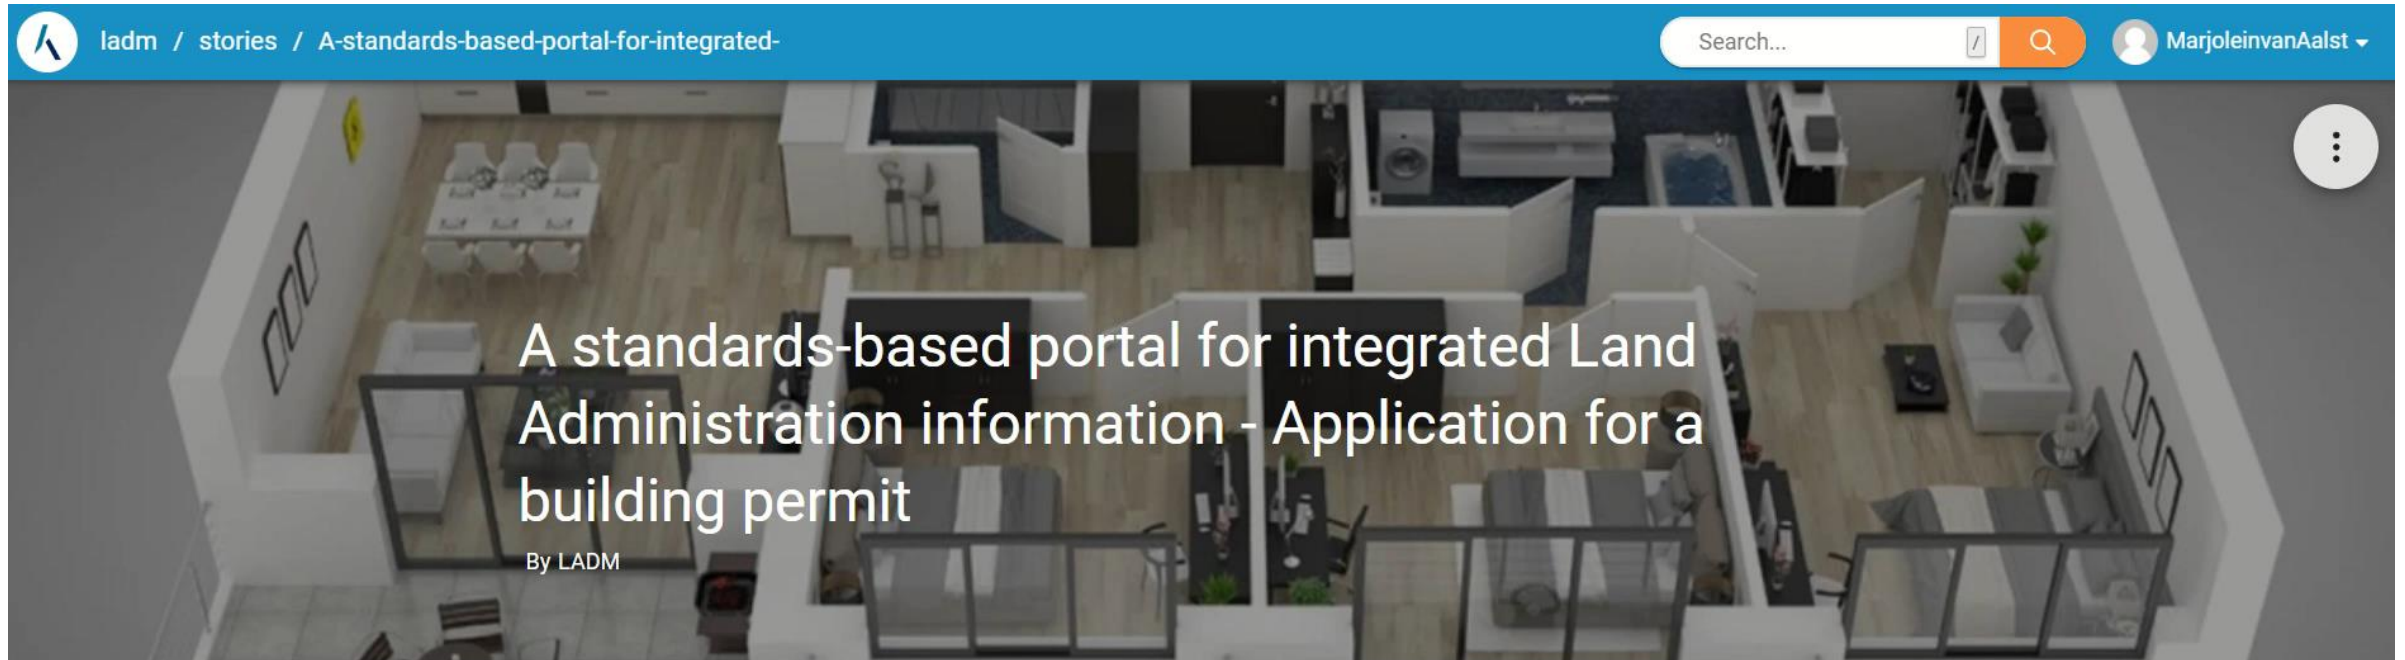 ladm / stories / A-standards-based-portal-for-integrated-
Search...
/
MarjoleinvanAalst
A standards-based portal for integrated Land
Administration information - Application for a
building permit
By LADM